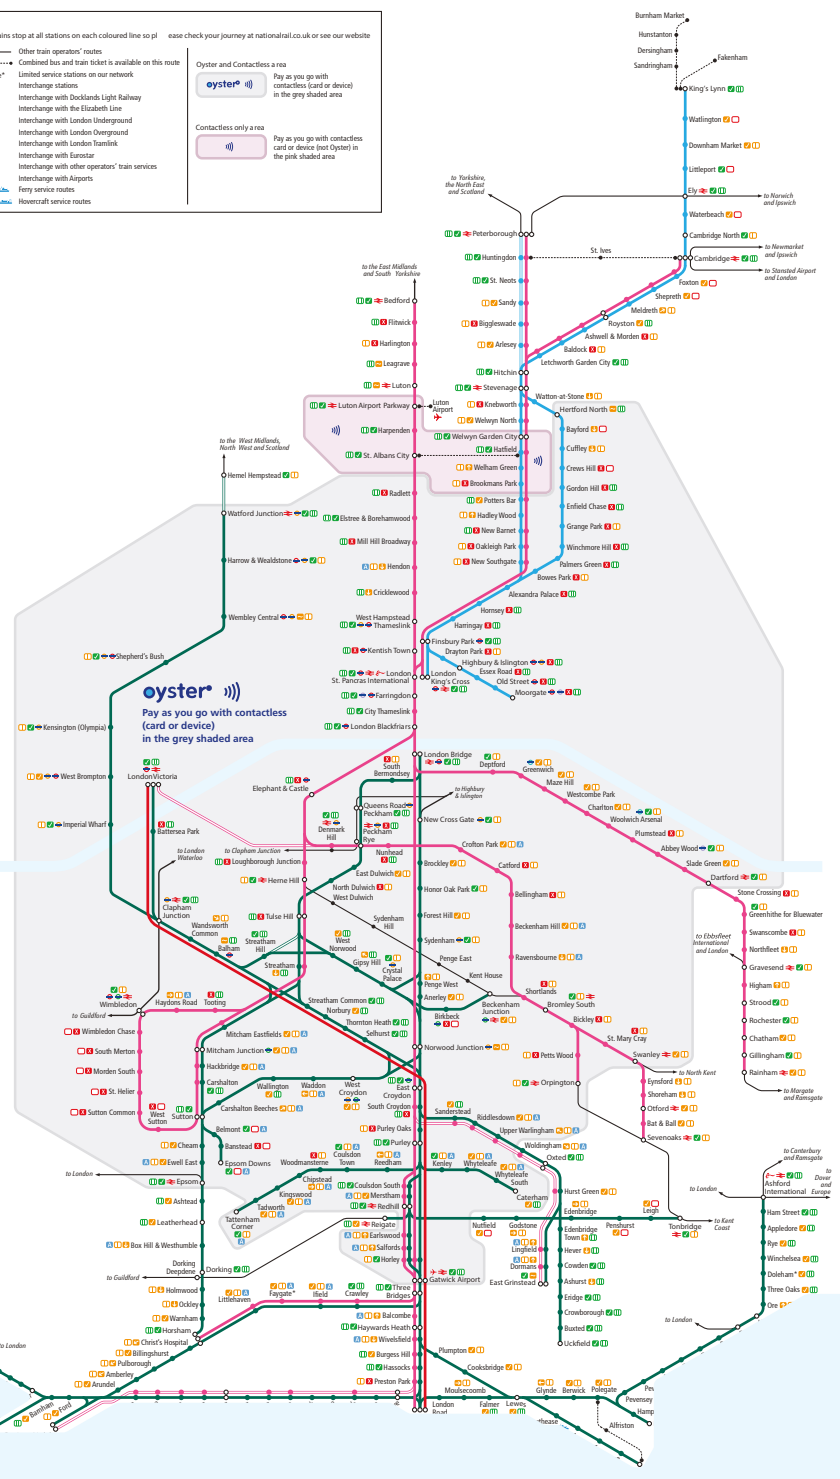 ains stop at all stations on each coloured line so pl
ease check your journey at nationalrail.co.uk or see our website
Other train operators' routes
Combined bus and train ticket is available on this route
Limited service stations on our network
Interchange stations
Interchange with Docklands Light Railway
Interchange with the Elizabeth Line
Interchange with London Underground
Interchange with London Overground
Interchange with London Tramlink
Interchange with Eurostar
Interchange with other operators' train services
Interchange with Airports
Ferry service routes
Hovercraft service routes
Oyster and Contactless a rea
oyster
Pay as you go with
contactless (card or device)
in the grey shaded area
Contactless only a rea
Pay as you go with contactless
card or device (not Oyster) in
the pink shaded area
Burnham Market
Hunstanton
Dersingham
Sandringham
Fakenham
King's Lynn
Watlington
Downham Market
Littleport
Ely
to Norwich
and Ipswich
Waterbeach
Cambridge North
to Newmarket
and Ipswich
Cambridge
to Stansted Airport
and London
to Yorkshire,
the North East
and Scotland
Peterborough
Huntingdon
St. Ives
St. Neots
Sandy
Biggleswade
Arlesey
Hitchin
Stevenage
Knebworth
Welwyn North
Welwyn Garden City
Hatfield
Welham Green
Brookmans Park
Potters Bar
Hadley Wood
New Barnet
Oakleigh Park
New Southgate
Foxton
Shepreth
Meldreth
Royston
Ashwell & Morden
Baldock
Letchworth Garden City
Watton-at-Stone
Hertford North
Bayford
Cuffley
Crews Hill
Gordon Hill
Enfield Chase
Grange Park
Winchmore Hill
Palmers Green
Bowes Park
Alexandra Palace
Hornsey
Harringay
Finsbury Park
Drayton Park
Highbury & Islington
Essex Road
Old Street
Moorgate
London
King's Cross
to the East Midlands
and South Yorkshire
Bedford
Flitwick
Harlington
Leagrave
Luton
Luton Airport Parkway
Luton
Airport
Harpenden
St. Albans City
Radlett
Elstree & Borehamwood
Mill Hill Broadway
Hendon
Cricklewood
West Hampstead
Thameslink
Kentish Town
London
St. Pancras International
Farringdon
City Thameslink
London Blackfriars
to the West Midlands,
North West and Scotland
Hemel Hempstead
Watford Junction
Harrow & Wealdstone
Wembley Central
Shepherd's Bush
Kensington (Olympia)
West Brompton
Imperial Wharf
oyster
Pay as you go with contactless
(card or device)
in the grey shaded area
London Victoria
Battersea Park
to London
Waterloo
Clapham
Junction
Elephant & Castle
South
Bermondsey
London Bridge
Deptford
Greenwich
Maze Hill
Westcombe Park
Charlton
Woolwich Arsenal
Plumstead
Abbey Wood
Slade Green
Dartford
Stone Crossing
Greenhithe for Bluewater
Swanscombe
Northfleet
Gravesend
Higham
Strood
Rochester
Chatham
Gillingham
Rainham
to Margate
and Ramsgate
to Ebbsfleet
International
and London
to Highbury
& Islington
Queens Road
Peckham
Denmark
Hill
Peckham
Rye
New Cross Gate
to Clapham Junction
Loughborough Junction
Nunhead
Crofton Park
Catford
Bellingham
Beckenham Hill
Ravensbourne
Shortlands
Bromley South
Bickley
St. Mary Cray
Swanley
to North Kent
Petts Wood
Orpington
Eynsford
Shoreham
Otford
Bat & Ball
Sevenoaks
Herne Hill
East Dulwich
North Dulwich
West Dulwich
Tulse Hill
Sydenham
Hill
Brockley
Honor Oak Park
Forest Hill
Sydenham
Penge East
Kent House
Penge West
Anerley
Birkbeck
Beckenham
Junction
Norwood Junction
Wandsworth
Common
Balham
Streatham
Hill
Streatham
West
Norwood
Gipsy Hill
Crystal
Palace
Streatham Common
Norbury
Thornton Heath
Selhurst
to Guildford
Wimbledon
Haydons Road
Tooting
Wimbledon Chase
South Merton
Morden South
St. Helier
Sutton Common
West
Sutton
Sutton
Mitcham Eastfields
Mitcham Junction
Hackbridge
Carshalton
Carshalton Beeches
Wallington
Waddon
West
Croydon
East
Croydon
South Croydon
Purley Oaks
Purley
Belmont
Banstead
Epsom Downs
Cheam
Ewell East
to London
Epsom
Ashtead
Leatherhead
Box Hill & Westhumble
Dorking
Deepdene
Dorking
to Guildford
Holmwood
Ockley
Warnham
Horsham
Christ's Hospital
Billingshurst
Pulborough
Amberley
Arundel
to London
Barnham
Ford
Woodmansterne
Coulsdon
Town
Reedham
Chipstead
Kingswood
Tadworth
Tattenham
Corner
Coulsdon South
Merstham
Redhill
Reigate
Earlswood
Salfords
Horley
Gatwick Airport
Three
Bridges
Littlehaven
Faygate*
Ifield
Crawley
Balcombe
Haywards Heath
Wivelsfield
Burgess Hill
Hassocks
Preston Park
Sanderstead
Riddlesdown
Upper Warlingham
Woldingham
Oxted
Kenley
Whyteleafe
Whyteleafe
South
Caterham
Hurst Green
Edenbridge
Leigh
Penshurst
Nutfield
Godstone
Tonbridge
to Kent
Coast
Lingfield
Dormans
East Grinstead
Edenbridge
Town
Hever
Cowden
Ashurst
Eridge
Crowborough
Buxted
Uckfield
to Canterbury
and Ramsgate
to
Dover
and
Europe
to London
Ashford
International
Ham Street
Appledore
Rye
Winchelsea
Doleham*
Three Oaks
Ore
to London
Plumpton
Cooksbridge
Moulsecoomb
London
Road
Falmer
Lewes
Glynde
Berwick
Polegate
Pevensey
Hamp
Alfriston